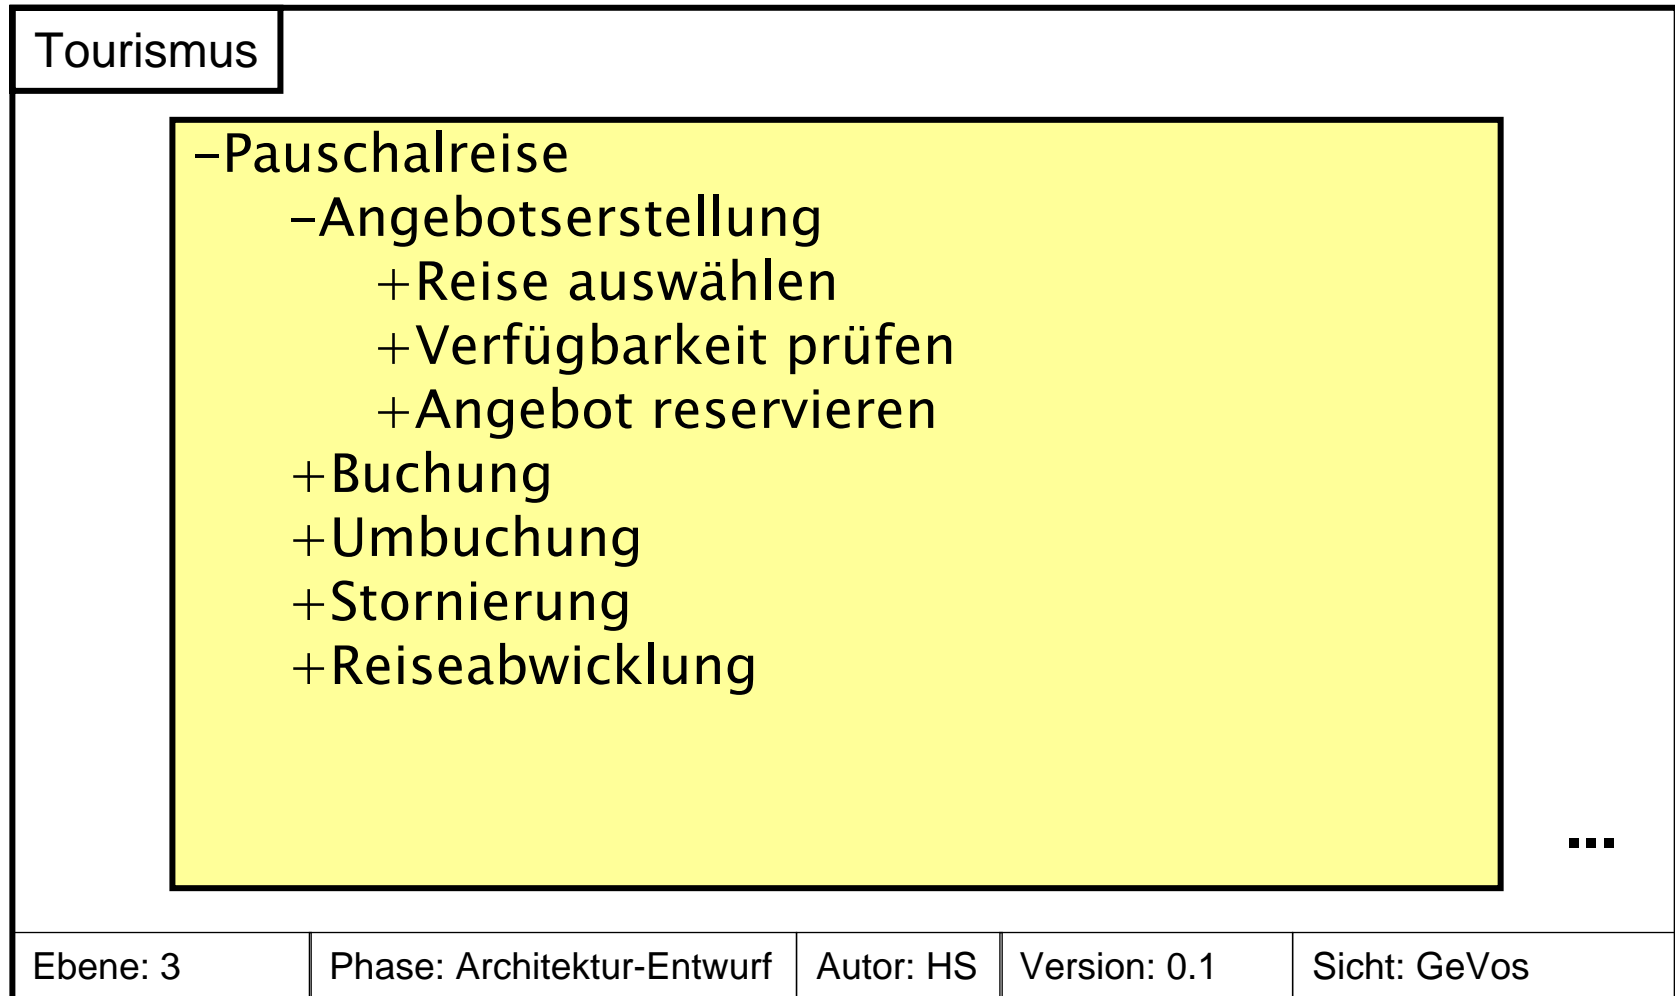 Tourismus
–Pauschalreise
–Angebotserstellung
+Reise auswählen
+Verfügbarkeit prüfen
+Angebot reservieren
+Buchung
+Umbuchung
+Stornierung
+Reiseabwicklung
...
Ebene: 3 Phase: Architektur-Entwurf Autor: HS Version: 0.1 Sicht: GeVos